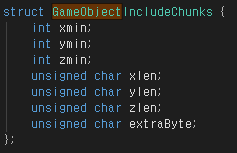 struct GameObjectIncludeChunks {
    int xmin;
    int ymin;
    int zmin;
    unsigned char xlen;
    unsigned char ylen;
    unsigned char zlen;
    unsigned char extraByte;
};